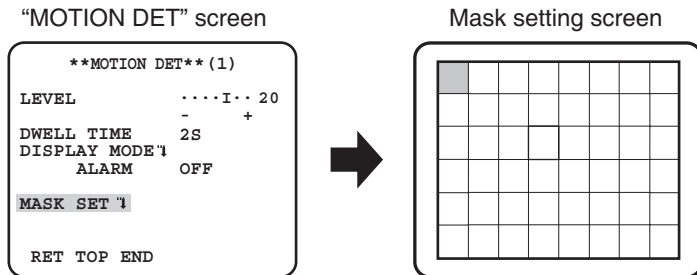 “MOTION DET” screen
Mask setting screen
**MOTION DET**(1)
LEVEL ····I·· 20
- +
DWELL TIME 2S
DISPLAY MODE↴
ALARM OFF
MASK SET ↴
RET TOP END